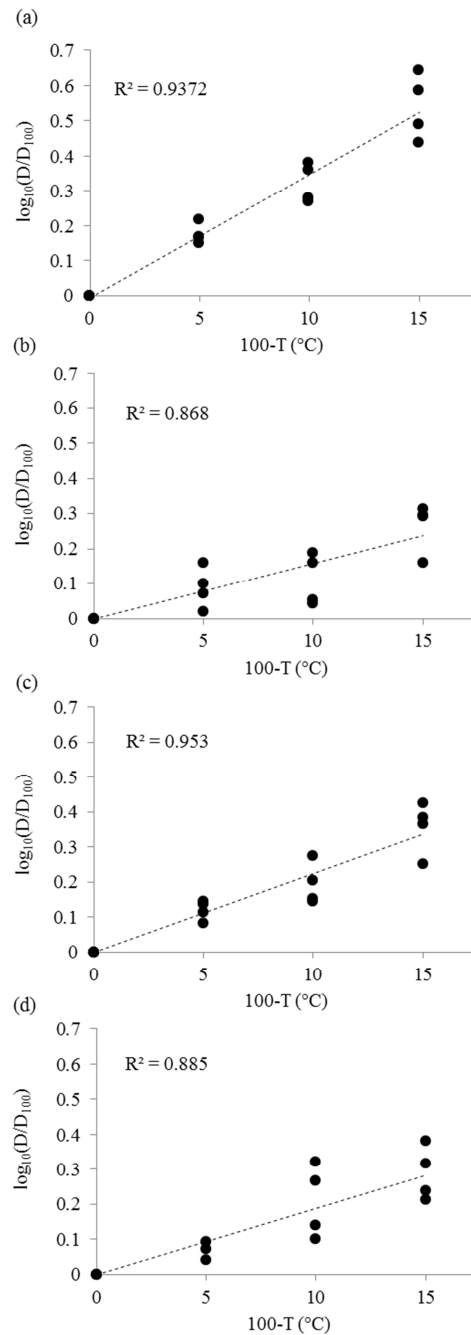 (a)
0.7
0.6
0.5
0.4
0.3
0.2
0.1
0
log₁₀(D/D₁₀₀)
R² = 0.9372
0 5 10 15
100-T (°C)
(b)
0.7
0.6
0.5
0.4
0.3
0.2
0.1
0
log₁₀(D/D₁₀₀)
R² = 0.868
0 5 10 15
100-T (°C)
(c)
0.7
0.6
0.5
0.4
0.3
0.2
0.1
0
log₁₀(D/D₁₀₀)
R² = 0.953
0 5 10 15
100-T (°C)
(d)
0.7
0.6
0.5
0.4
0.3
0.2
0.1
0
log₁₀(D/D₁₀₀)
R² = 0.885
0 5 10 15
100-T (°C)